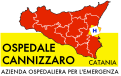 H
OSPEDALE
CANNIZZARO
CATANIA
AZIENDA OSPEDALIERA PER L'EMERGENZA